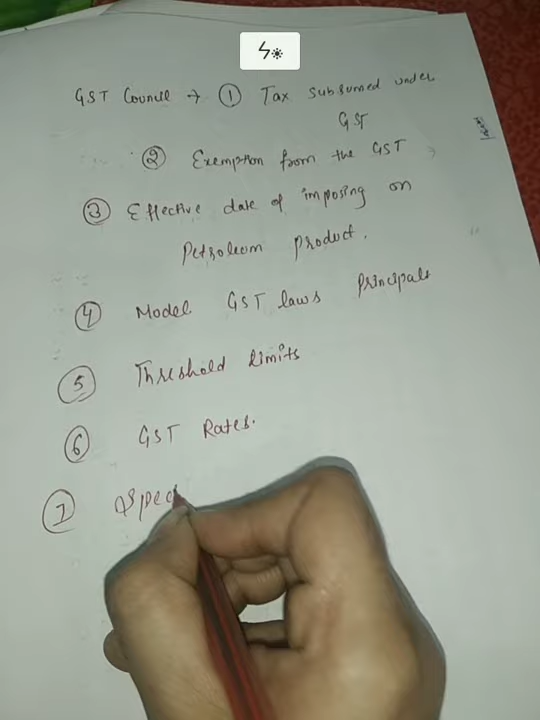 GST Council → ① Tax subsumed under
GST
② Exemption from the GST
③ Effective date of imposing on
Petroleum product.
④ Model GST laws principals
⑤ Threshold limits
⑥ GST Rates.
⑦ Spec